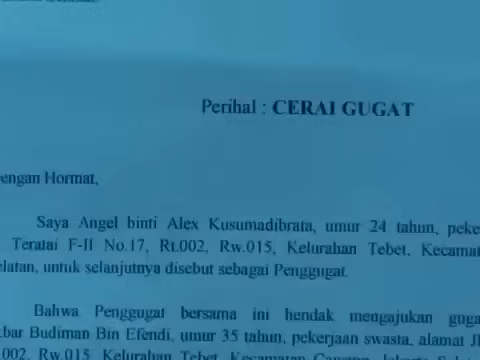 Perihal : CERAI GUGAT
engan Hormat,
Saya Angel binti Alex Kusumadibrata, umur 24 tahun, peke
Teratai F-II No.17, Rt.002, Rw.015, Kelurahan Tebet, Kecamat
elatan, untuk selanjutnya disebut sebagai Penggugat.
Bahwa Penggugat bersama ini hendak mengajukan guga
kbar Budiman Bin Efendi, umur 35 tahun, pekerjaan swasta, alamat Jl
002, Rw.015, Kelurahan Tebet, Kecamatan